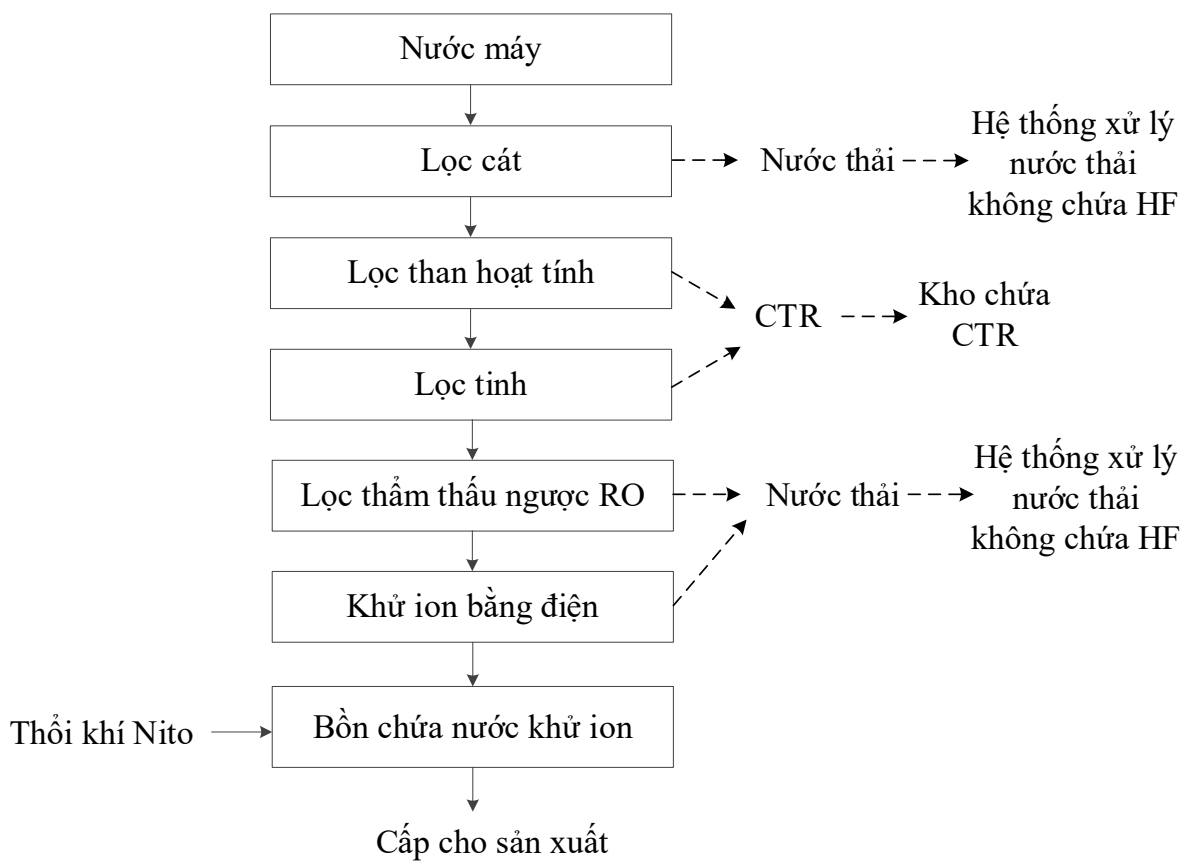 Nước máy
Lọc cát
Nước thải
Hệ thống xử lý
nước thải
không chứa HF
Lọc than hoạt tính
CTR
Kho chứa
CTR
Lọc tinh
Lọc thẩm thấu ngược RO
Nước thải
Hệ thống xử lý
nước thải
không chứa HF
Khử ion bằng điện
Thổi khí Nito
Bồn chứa nước khử ion
Cấp cho sản xuất